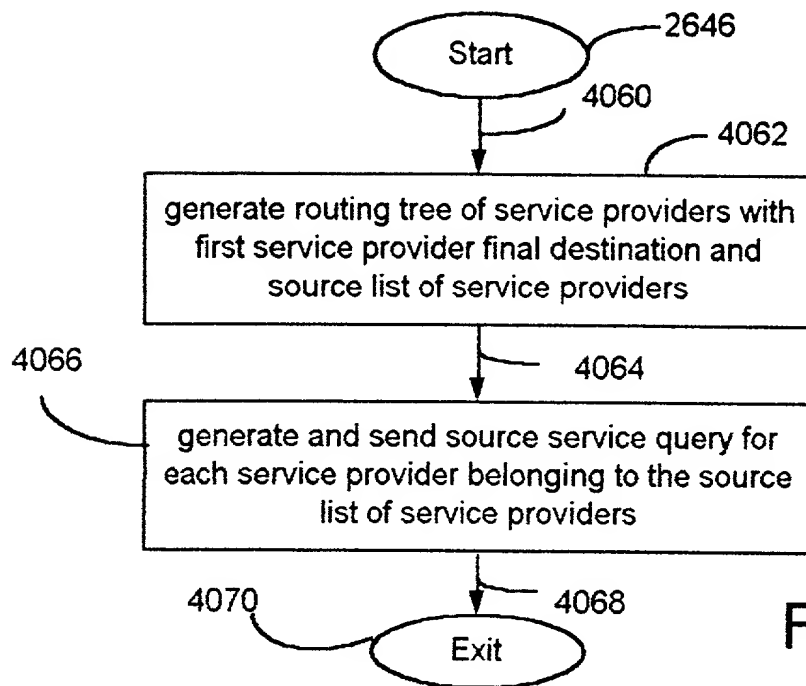 Start
2646
4060
4062
generate routing tree of service providers with
first service provider final destination and
source list of service providers
4064
4066
generate and send source service query for
each service provider belonging to the source
list of service providers
4068
4070
Exit
F